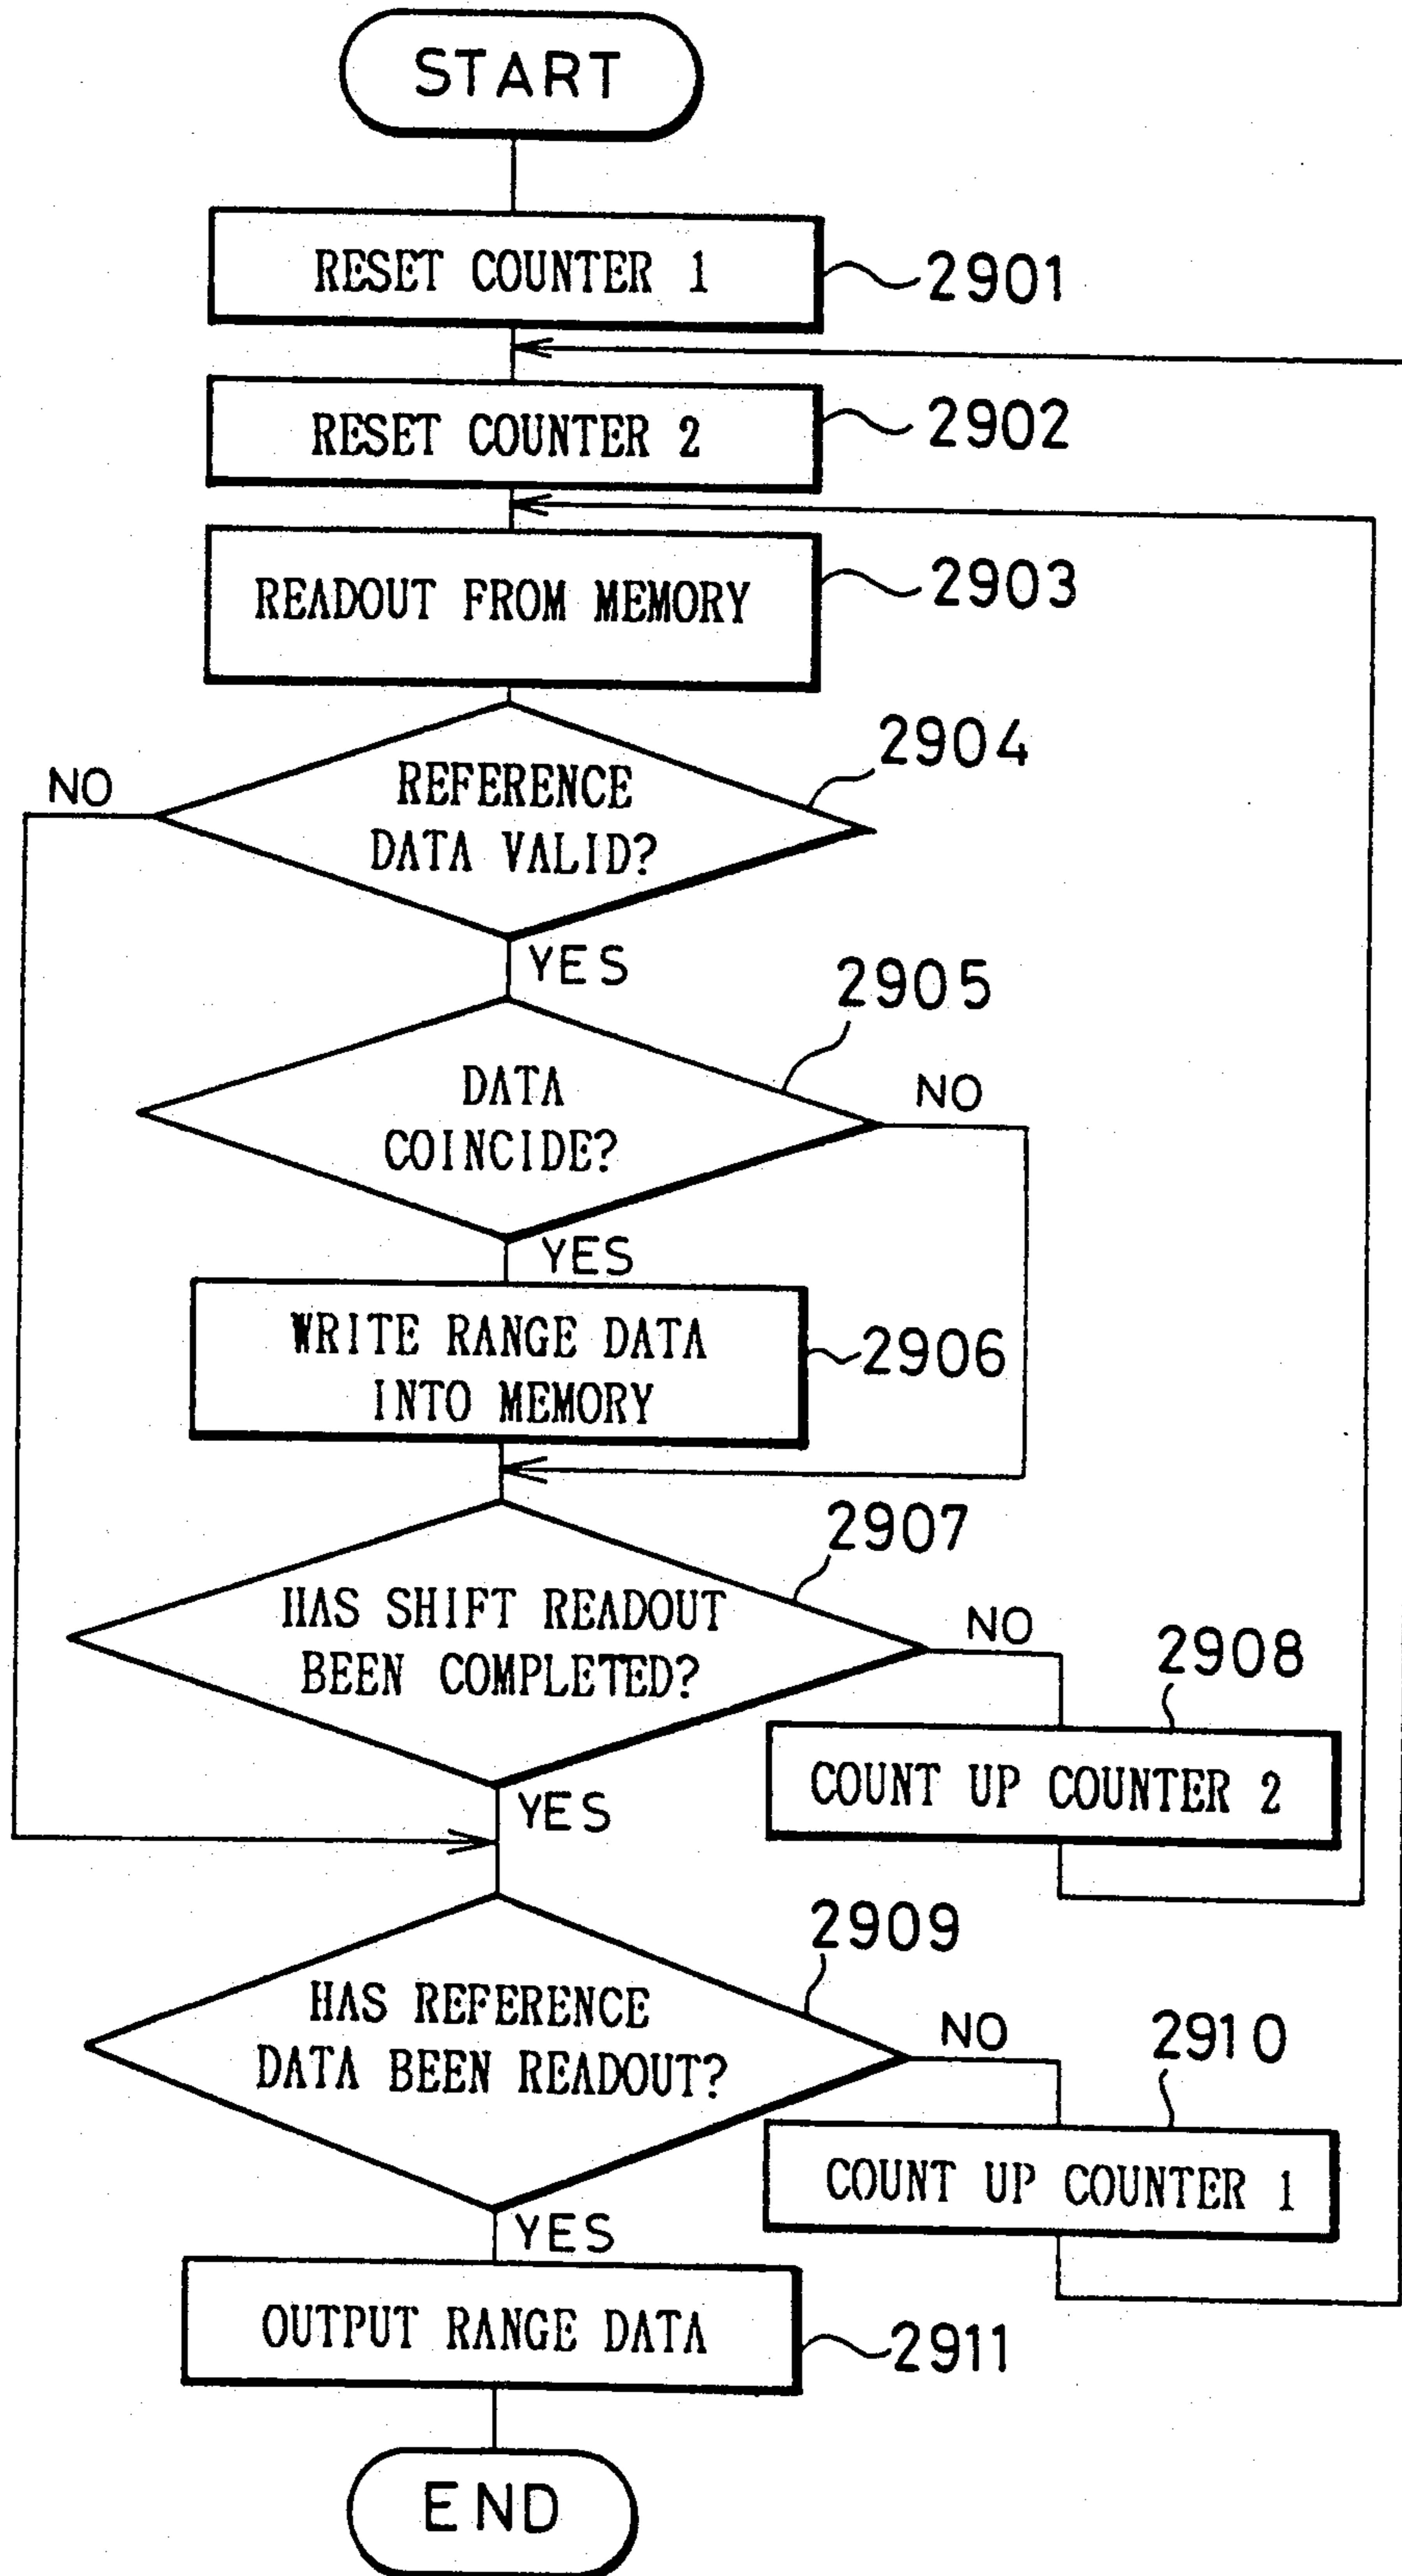 START
RESET COUNTER 1
2901
RESET COUNTER 2
2902
READOUT FROM MEMORY
2903
2904
NO
REFERENCE
DATA VALID?
YES
2905
DATA
COINCIDE?
NO
YES
WRITE RANGE DATA
INTO MEMORY
2906
2907
HAS SHIFT READOUT
BEEN COMPLETED?
NO
2908
COUNT UP COUNTER 2
YES
2909
HAS REFERENCE
DATA BEEN READOUT?
NO
2910
COUNT UP COUNTER 1
YES
OUTPUT RANGE DATA
2911
END